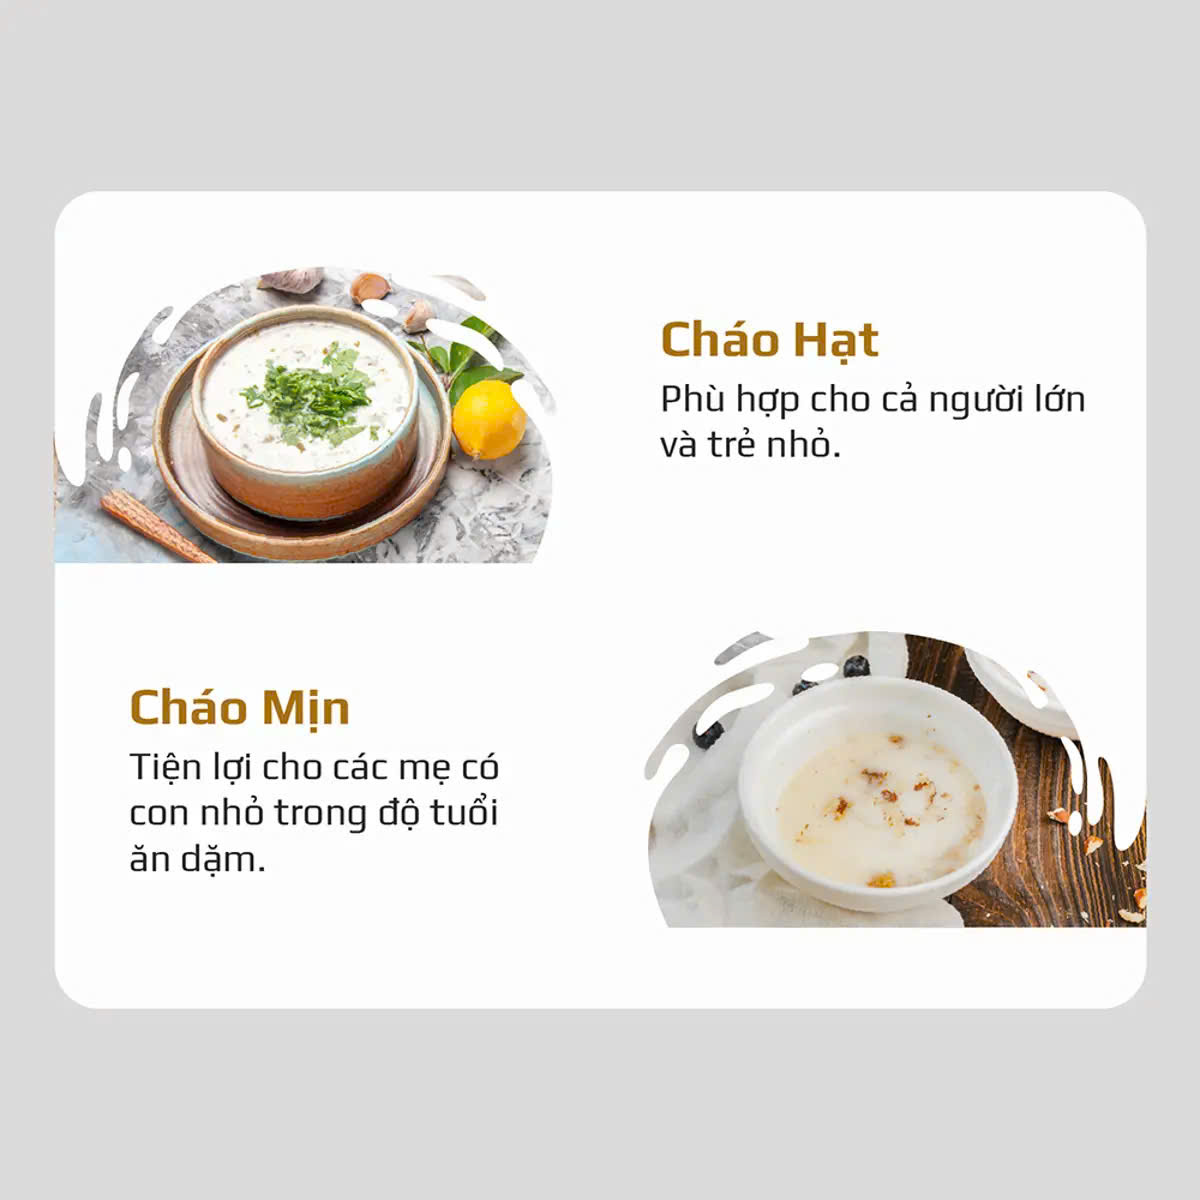 Cháo Hạt
Phù hợp cho cả người lớn
và trẻ nhỏ.
Cháo Mịn
Tiện lợi cho các mẹ có
con nhỏ trong độ tuổi
ăn dặm.